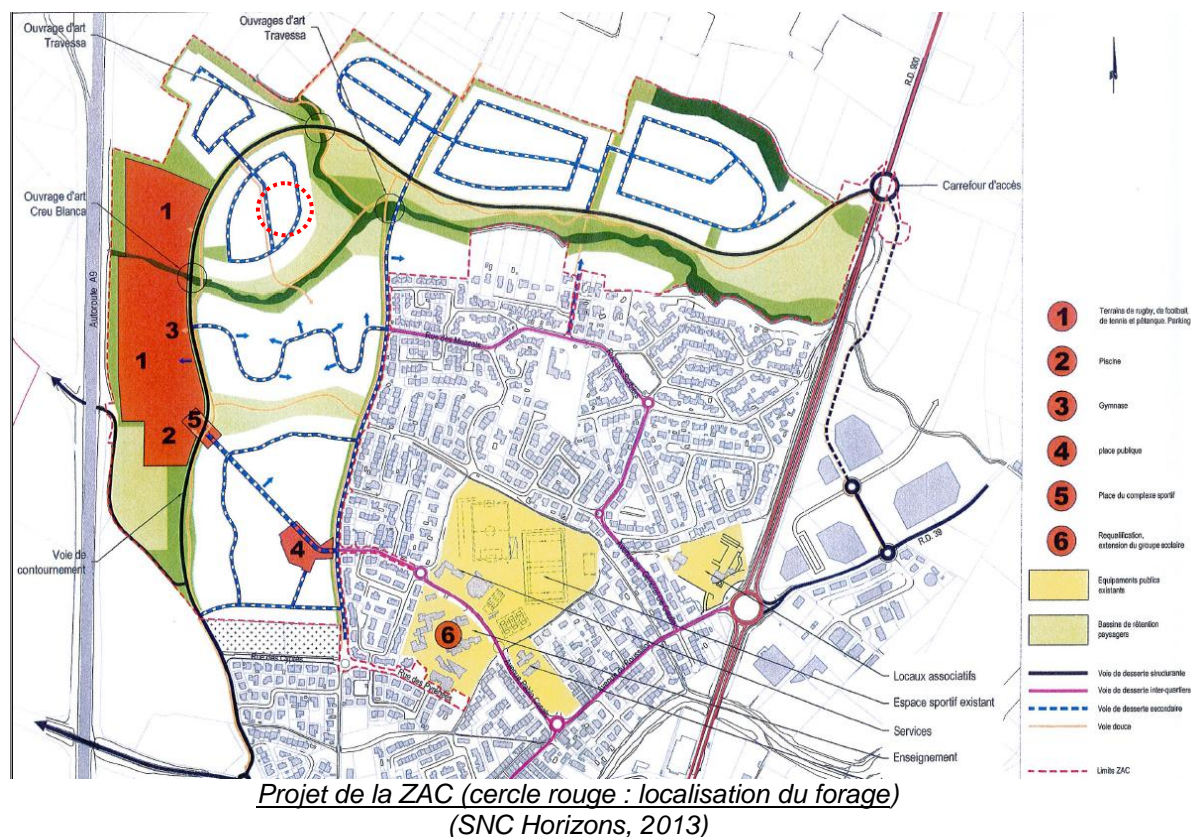 Ouvrage d'art
Travessa
Ouvrages d'art
Travessa
R.D. 900
Ouvrage d'art
Creu Blanca
Carrefour d'accès
Autoroute A9
1
3
1
2
5
4
6
Voie de
contournement
R.D. 39
Locaux associatifs
Espace sportif existant
Services
Enseignement
1
Terrains de rugby, de football,
de tennis et pétanque. Parking
2
Piscine
3
Gymnase
4
place publique
5
Place du complexe sportif
6
Requalification,
extension du groupe scolaire
Equipements publics
existants
Bassins de rétention
paysagers
Voie de desserte structurante
Voie de desserte inter-quartiers
Voie de desserte secondaire
Voie douce
Limits ZAC
Projet de la ZAC (cercle rouge : localisation du forage)
(SNC Horizons, 2013)